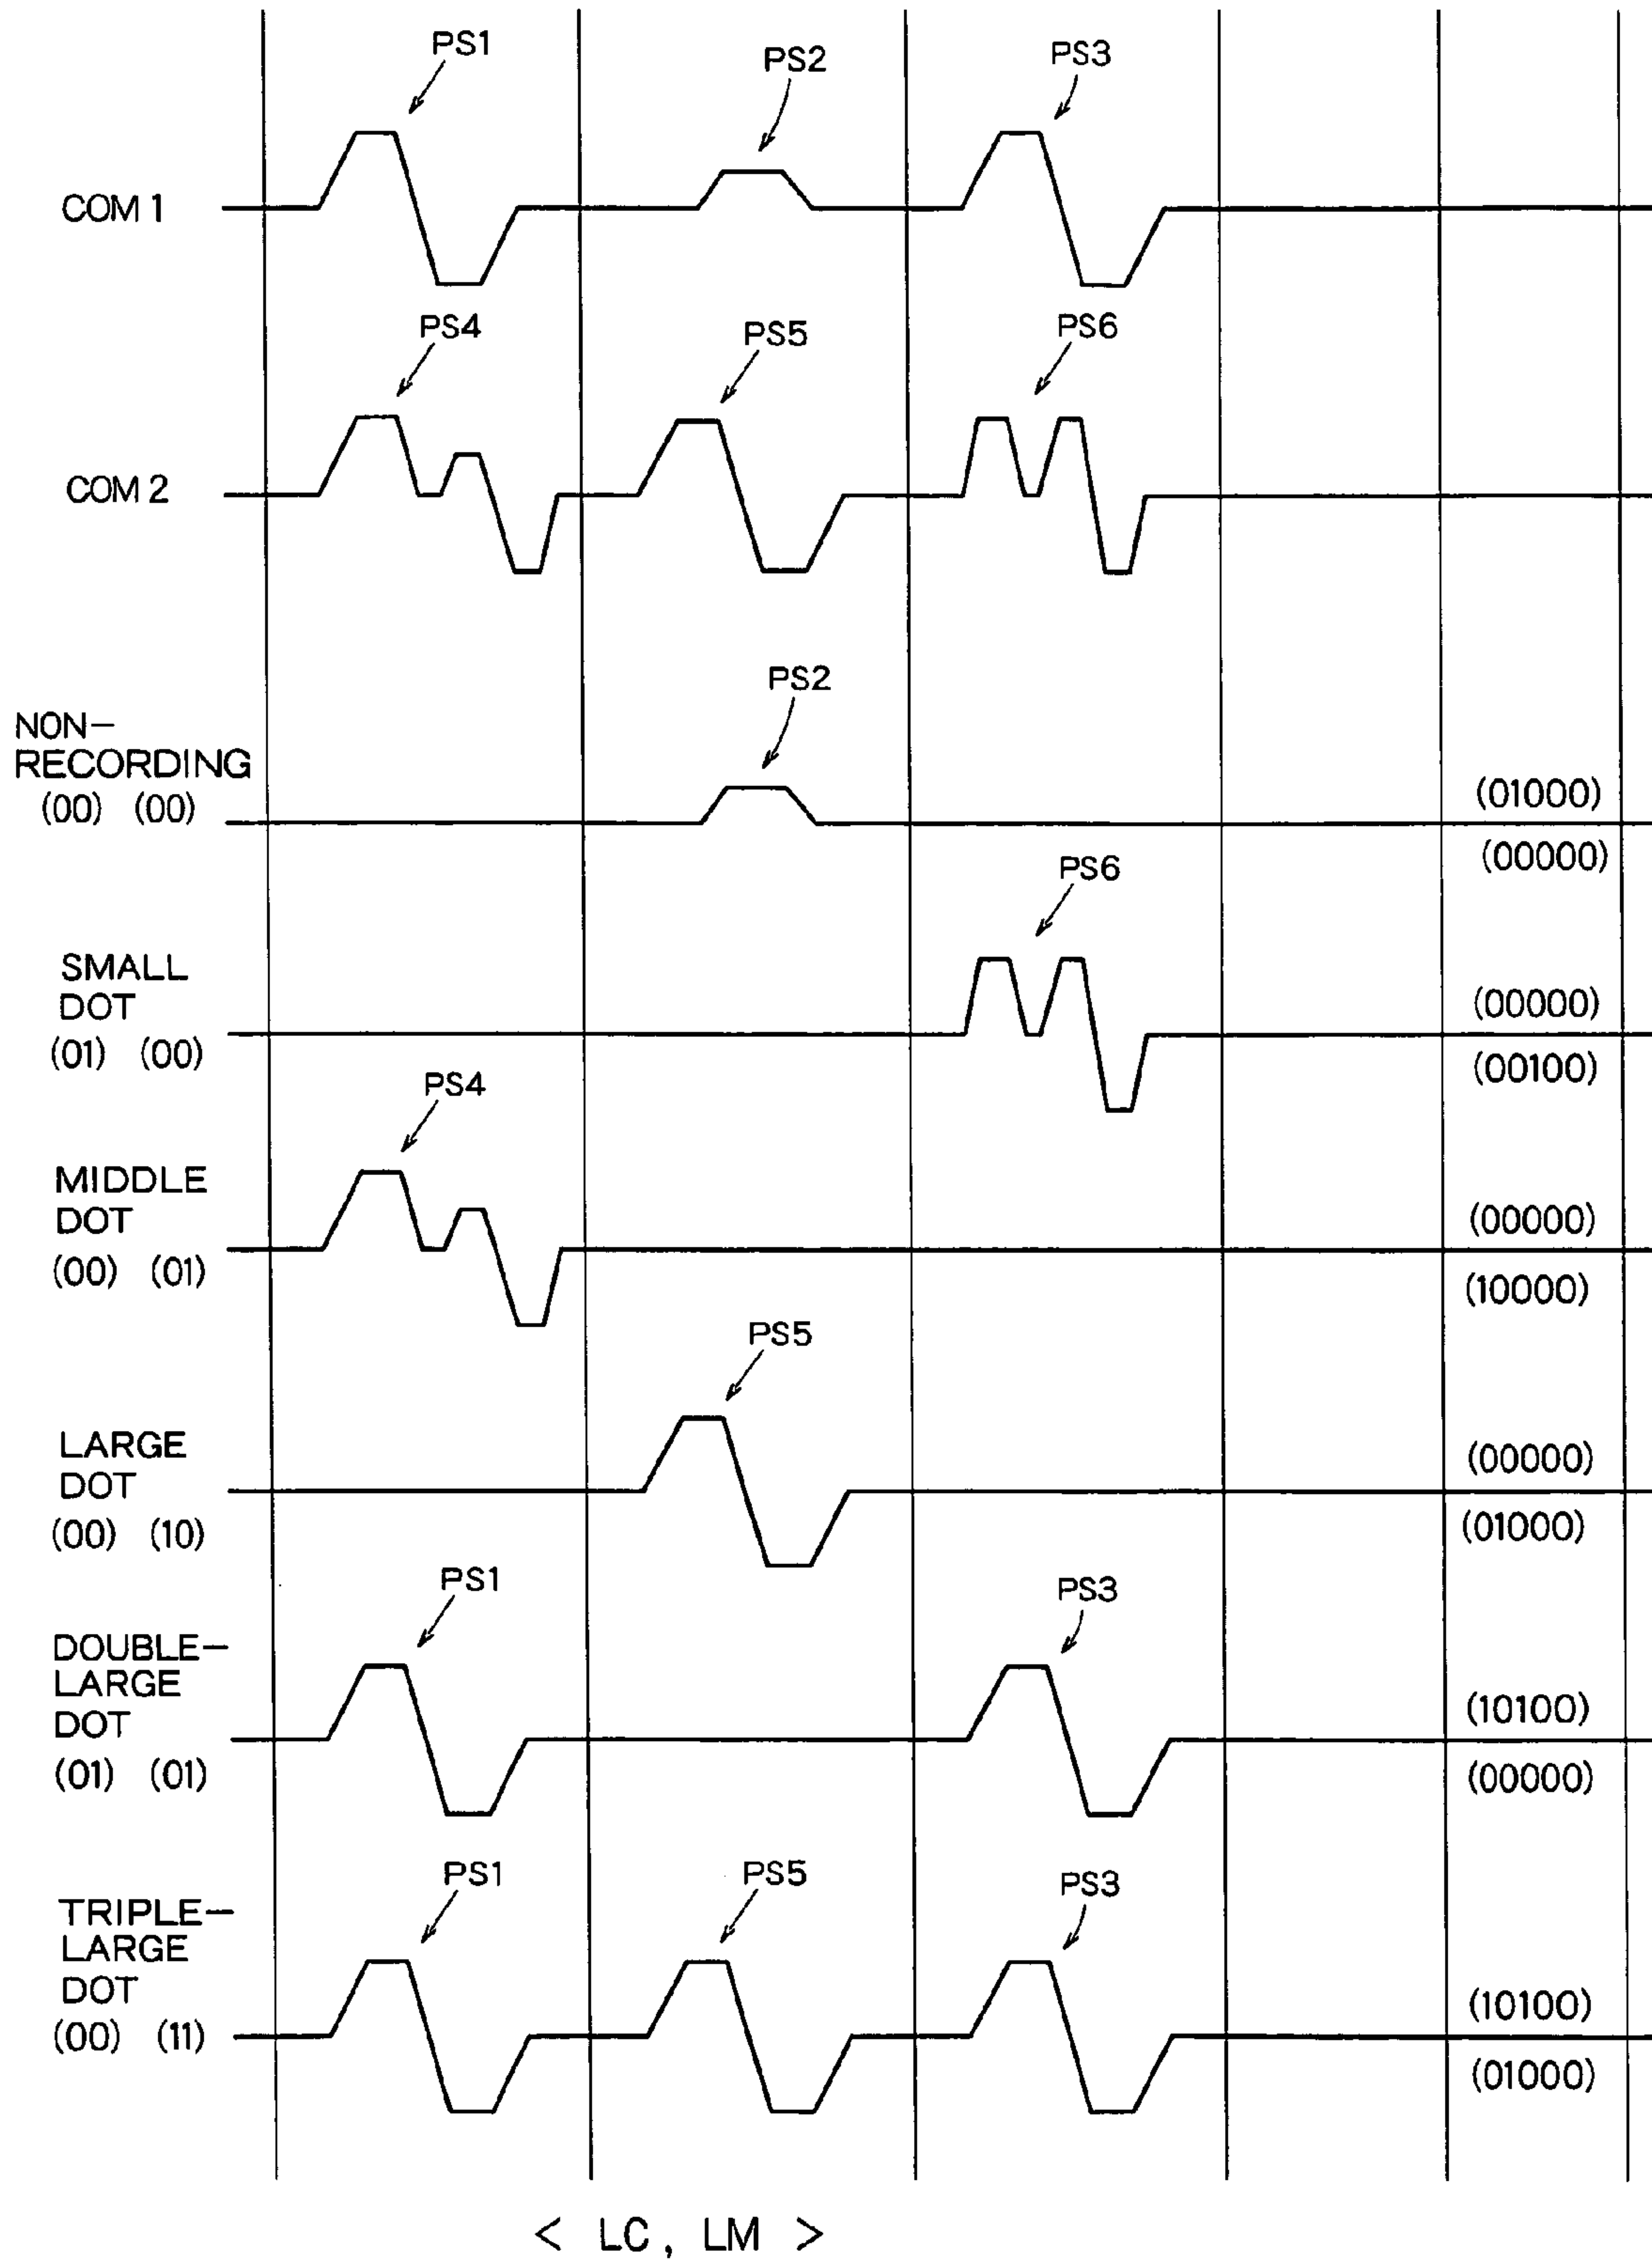 PS1
PS2
PS3
COM 1
PS4
PS5
PS6
COM 2
PS2
NON-
RECORDING
(00) (00)
(01000)
(00000)
PS6
SMALL
DOT
(01) (00)
(00000)
(00100)
PS4
MIDDLE
DOT
(00) (01)
(00000)
(10000)
PS5
LARGE
DOT
(00) (10)
(00000)
(01000)
PS1
PS3
DOUBLE-
LARGE
DOT
(01) (01)
(10100)
(00000)
PS1
PS5
PS3
TRIPLE-
LARGE
DOT
(00) (11)
(10100)
(01000)
< LC, LM >